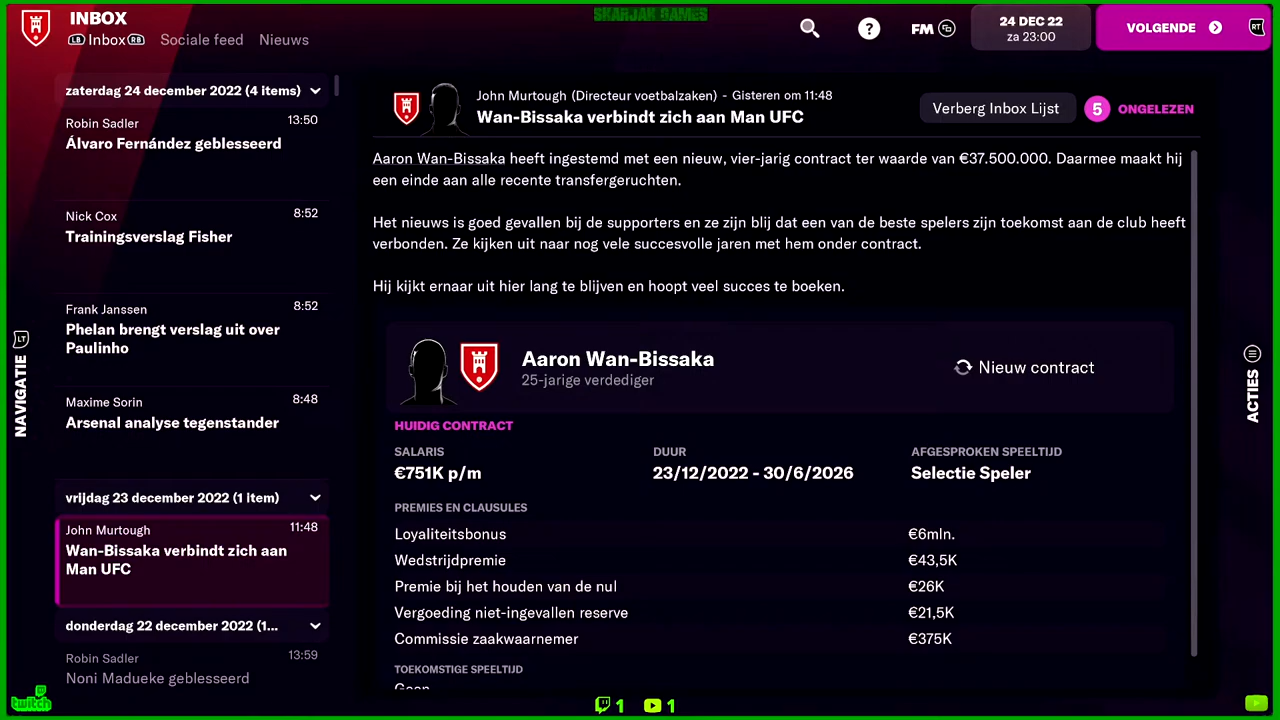 SKARJAK GAMES
INBOX
LB Inbox RB Sociale feed Nieuws
FM
24 DEC 22
za 23:00
VOLGENDE
RT
zaterdag 24 december 2022 (4 items)
Robin Sadler 13:50
Álvaro Fernández geblesseerd
Nick Cox 8:52
Trainingsverslag Fisher
Frank Janssen 8:52
Phelan brengt verslag uit over
Paulinho
Maxime Sorin 8:48
Arsenal analyse tegenstander
vrijdag 23 december 2022 (1 item)
John Murtough 11:48
Wan-Bissaka verbindt zich aan
Man UFC
donderdag 22 december 2022 (1...
Robin Sadler 13:59
Noni Madueke geblesseerd
LT
NAVIGATIE
John Murtough (Directeur voetbalzaken) - Gisteren om 11:48
Wan-Bissaka verbindt zich aan Man UFC
Verberg Inbox Lijst
5 ONGELEZEN
Aaron Wan-Bissaka heeft ingestemd met een nieuw, vier-jarig contract ter waarde van €37.500.000. Daarmee maakt hij
een einde aan alle recente transfergeruchten.
Het nieuws is goed gevallen bij de supporters en ze zijn blij dat een van de beste spelers zijn toekomst aan de club heeft
verbonden. Ze kijken uit naar nog vele succesvolle jaren met hem onder contract.
Hij kijkt ernaar uit hier lang te blijven en hoopt veel succes te boeken.
Aaron Wan-Bissaka
25-jarige verdediger
Nieuw contract
HUIDIG CONTRACT
SALARIS DUUR AFGESPROKEN SPEELTIJD
€751K p/m 23/12/2022 - 30/6/2026 Selectie Speler
PREMIES EN CLAUSULES
Loyaliteitsbonus €6mln.
Wedstrijdpremie €43,5K
Premie bij het houden van de nul €26K
Vergoeding niet-ingevallen reserve €21,5K
Commissie zaakwaarnemer €375K
TOEKOMSTIGE SPEELTIJD
Geen
ACTIES
twitch
1 1